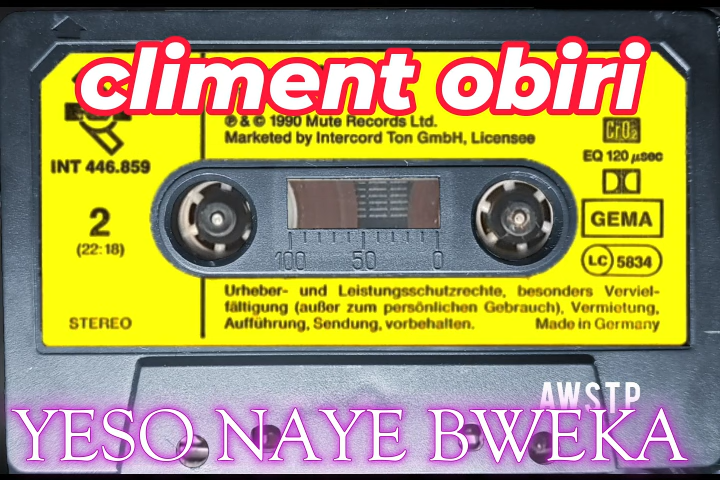 climent obiri
℗ & © 1990 Mute Records Ltd.
Marketed by Intercord Ton GmbH, Licensee
INT 446.859
2
(22:18)
STEREO
CrO₂
EQ 120 μsec
GEMA
LC 5834
100 50 0
Urheber- und Leistungsschutzrechte, besonders Verviel-
fältigung (außer zum persönlichen Gebrauch), Vermietung,
Aufführung, Sendung, vorbehalten. Made in Germany
AWSTP
YESO NAYE BWEKA